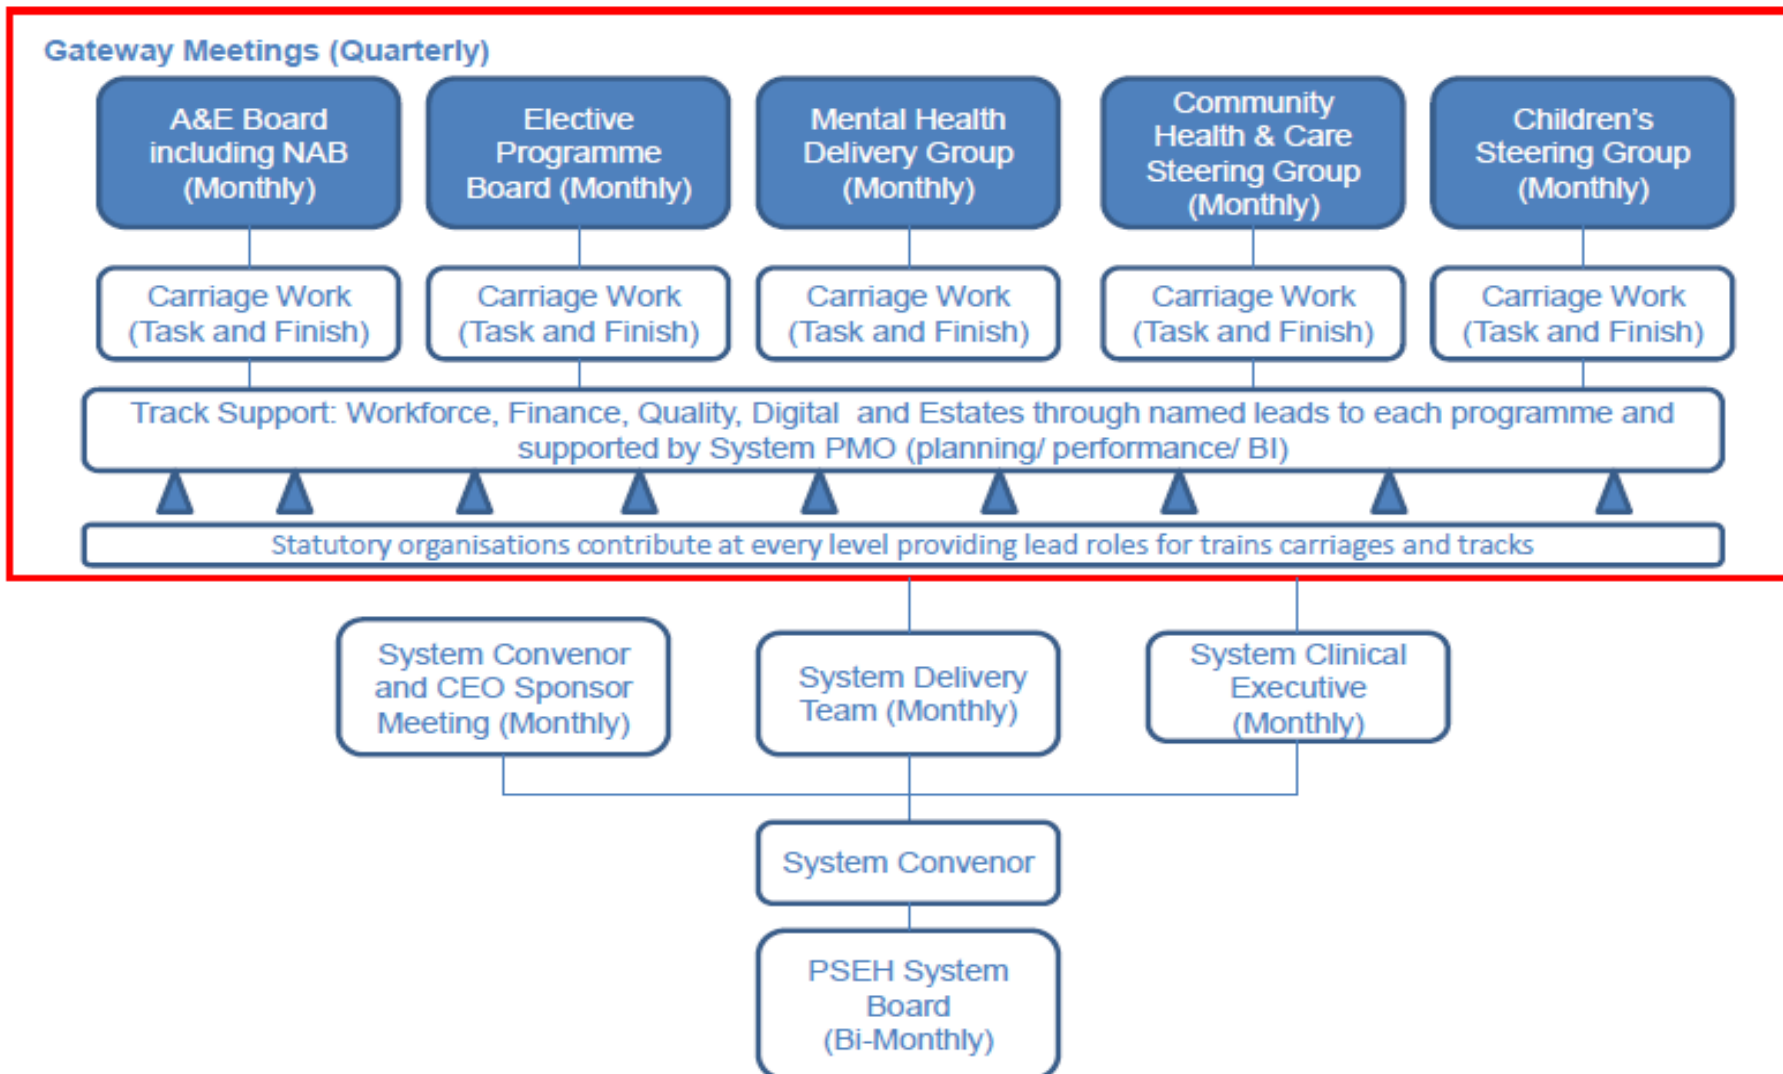 Gateway Meetings (Quarterly)
A&E Board
including NAB
(Monthly)
Elective
Programme
Board (Monthly)
Mental Health
Delivery Group
(Monthly)
Community
Health & Care
Steering Group
(Monthly)
Children's
Steering Group
(Monthly)
Carriage Work
(Task and Finish)
Carriage Work
(Task and Finish)
Carriage Work
(Task and Finish)
Carriage Work
(Task and Finish)
Carriage Work
(Task and Finish)
Track Support: Workforce, Finance, Quality, Digital and Estates through named leads to each programme and
supported by System PMO (planning/ performance/ BI)
Statutory organisations contribute at every level providing lead roles for trains carriages and tracks
System Convenor
and CEO Sponsor
Meeting (Monthly)
System Delivery
Team (Monthly)
System Clinical
Executive
(Monthly)
System Convenor
PSEH System
Board
(Bi-Monthly)